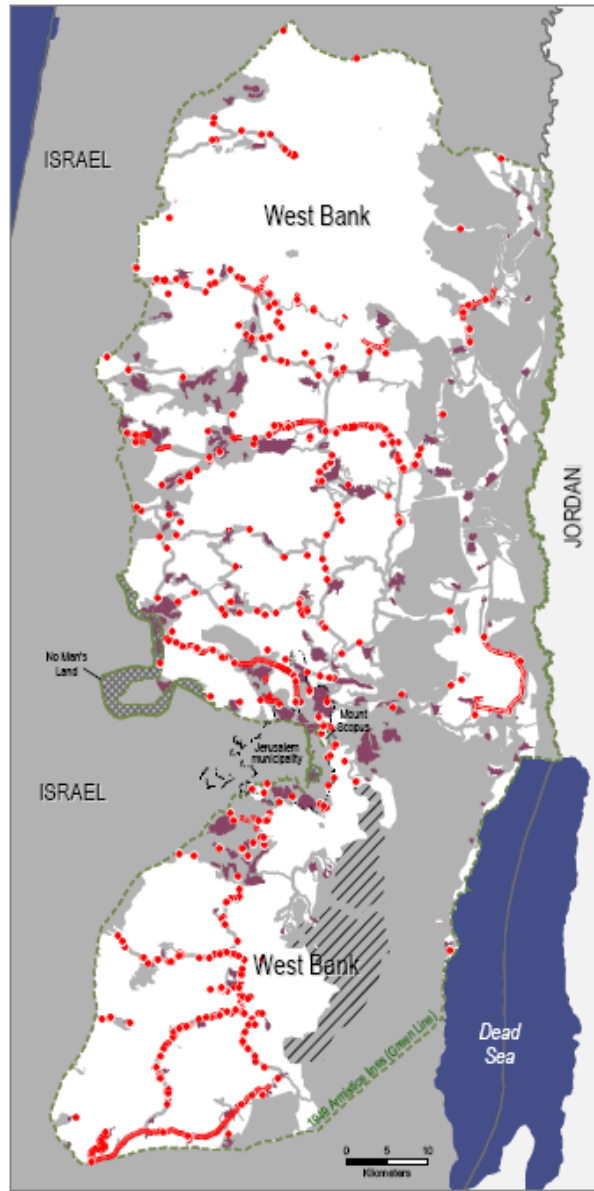 ISRAEL
West Bank
JORDAN
No Man's
Land
Mount
Scopus
Jerusalem
municipality
ISRAEL
West Bank
1949 Armistice lines (Green Line)
Dead
Sea
0 5 10
Kilometers